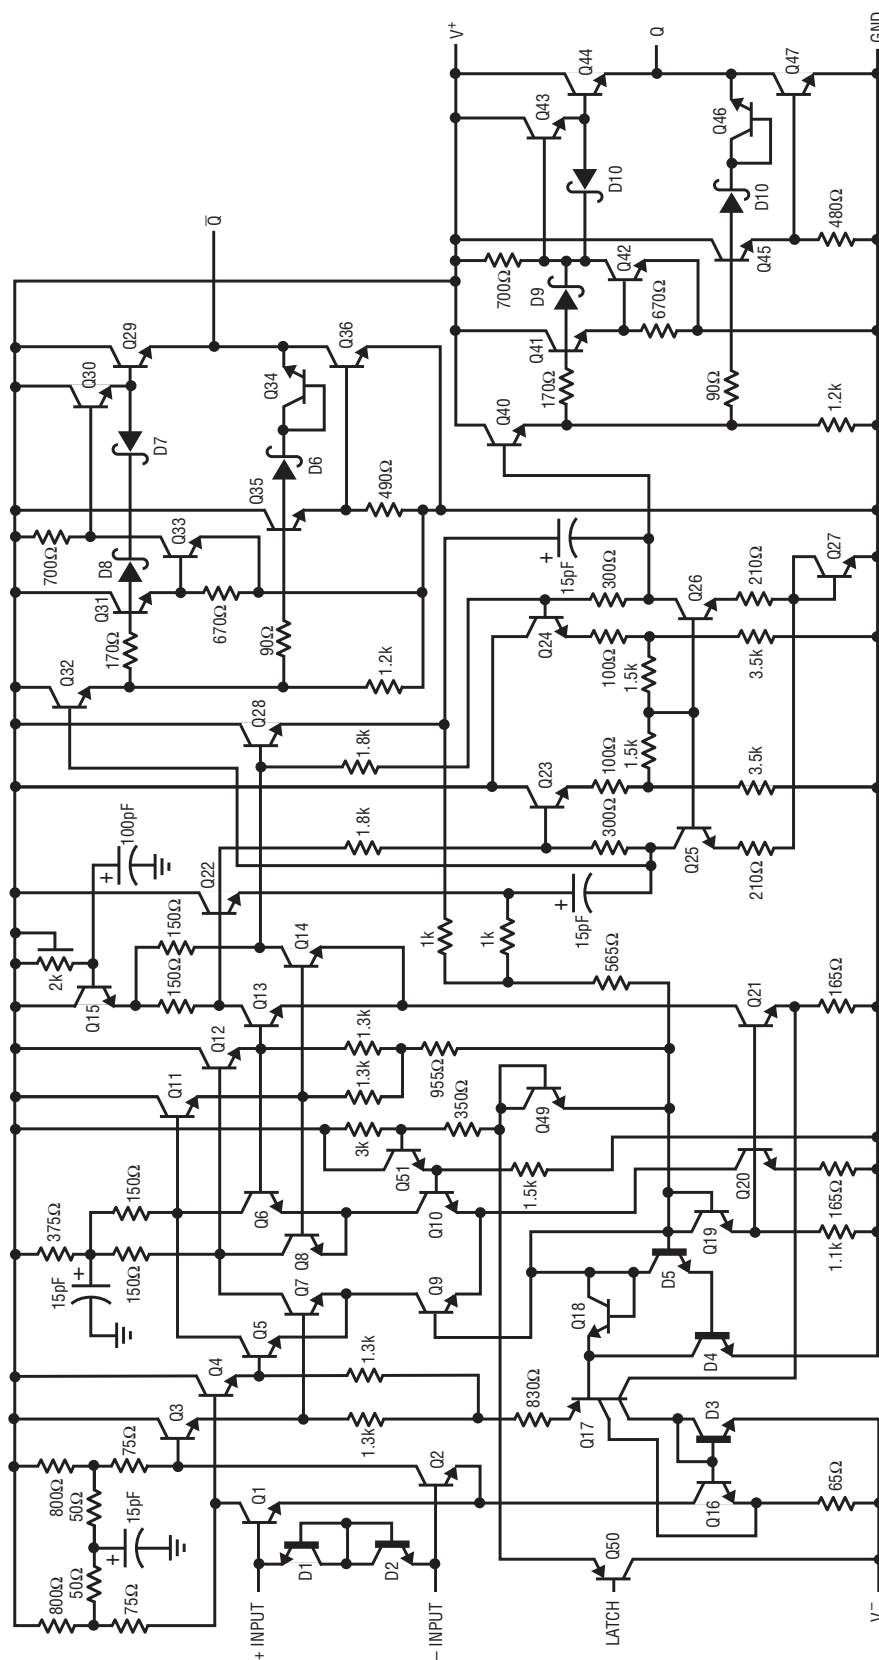 800Ω
50Ω
50Ω
800Ω
75Ω
15pF
+
75Ω
Q3
Q4
+ INPUT
Q1
D1
D2
− INPUT
Q2
1.3k
1.3k
Q5
Q7
Q9
375Ω
15pF
+
150Ω
150Ω
Q8
Q6
Q10
Q11
Q12
3k
Q51
1.3k
1.3k
350Ω
955Ω
1.5k
Q49
2k
Q15
100pF
+
150Ω
150Ω
Q13
Q14
Q22
1k
1k
565Ω
15pF
+
LATCH
Q50
Q16
D3
65Ω
V−
Q17
830Ω
Q18
D4
D5
Q19
1.1k
Q20
165Ω
Q21
165Ω
1.8k
1.8k
Q28
Q23
Q24
300Ω
100Ω
1.5k
1.5k
100Ω
300Ω
15pF
+
Q25
Q26
210Ω
3.5k
3.5k
210Ω
Q27
Q32
170Ω
Q31
D8
700Ω
Q33
670Ω
90Ω
1.2k
Q30
Q29
D7
Q35
D6
490Ω
Q34
Q36
Q̅
Q40
170Ω
Q41
D9
700Ω
Q42
670Ω
90Ω
1.2k
Q43
Q44
D10
Q45
D10
480Ω
Q46
Q47
V+
Q
GND